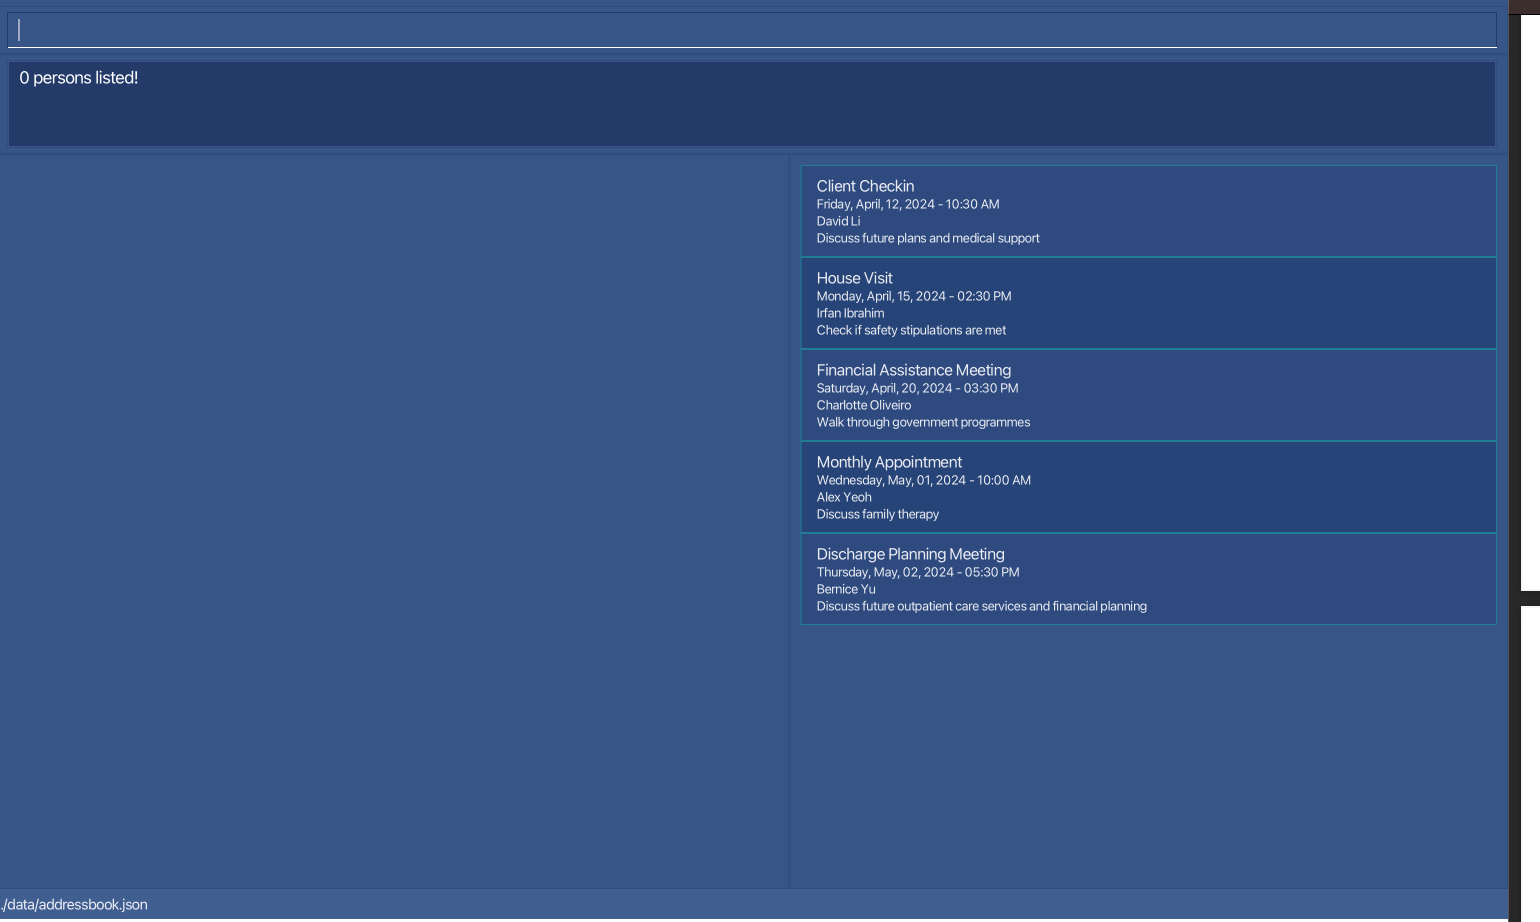 0 persons listed!
Client Checkin
Friday, April, 12, 2024 - 10:30 AM
David Li
Discuss future plans and medical support
House Visit
Monday, April, 15, 2024 - 02:30 PM
Irfan Ibrahim
Check if safety stipulations are met
Financial Assistance Meeting
Saturday, April, 20, 2024 - 03:30 PM
Charlotte Oliveiro
Walk through government programmes
Monthly Appointment
Wednesday, May, 01, 2024 - 10:00 AM
Alex Yeoh
Discuss family therapy
Discharge Planning Meeting
Thursday, May, 02, 2024 - 05:30 PM
Bernice Yu
Discuss future outpatient care services and financial planning
./data/addressbook.json